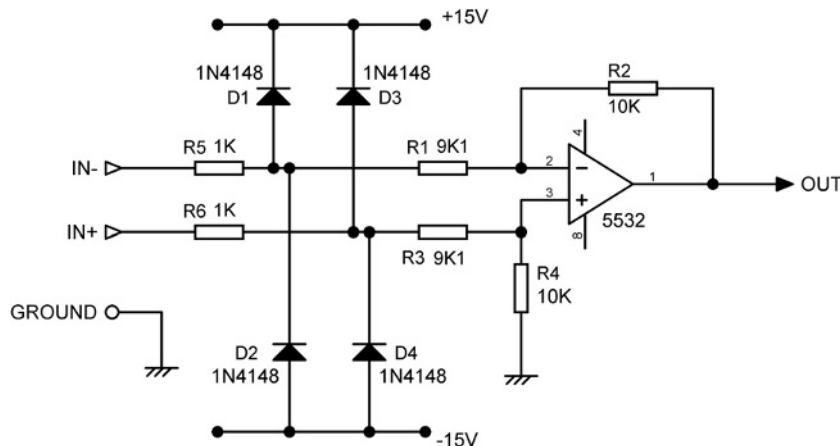 +15V
1N4148
1N4148
D1
D3
R2
10K
R5 1K
R1 9K1
IN-
2
4
-
1
OUT
3
+
8
5532
R6 1K
IN+
R3 9K1
R4
10K
GROUND
D2
D4
1N4148
1N4148
-15V